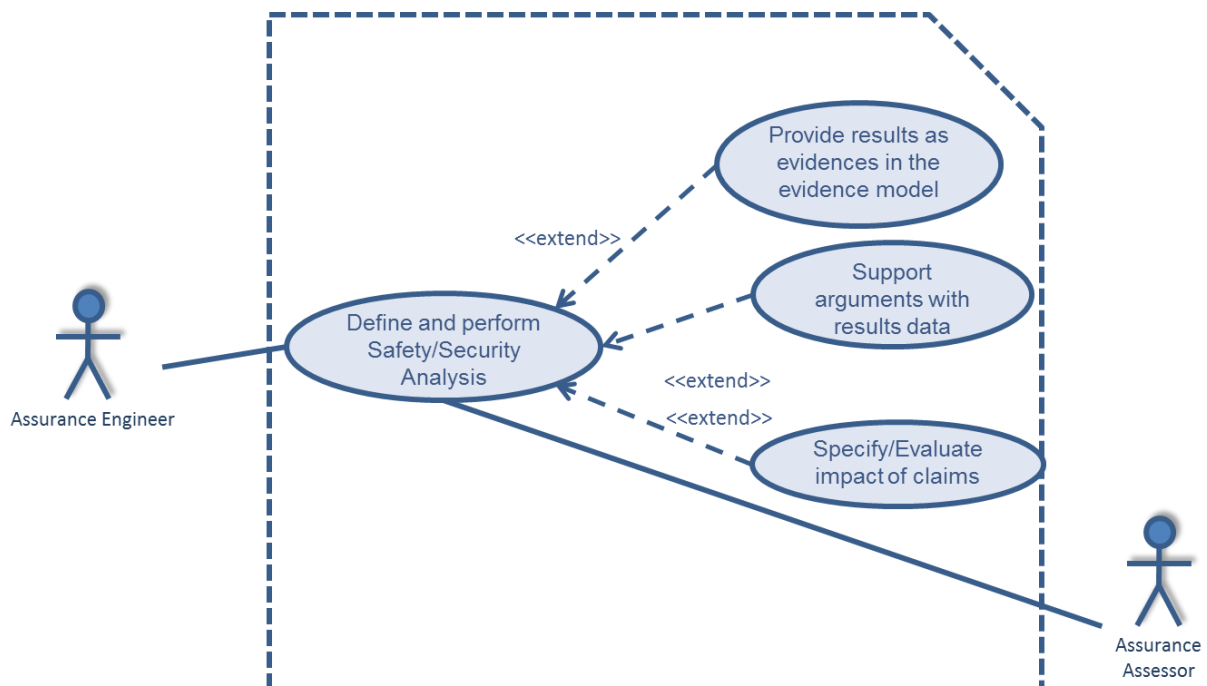 Provide results as
evidences in the
evidence model
<<extend>>
Support
arguments with
results data
Define and perform
Safety/Security
Analysis
<<extend>>
<<extend>>
Assurance Engineer
Specify/Evaluate
impact of claims
Assurance
Assessor